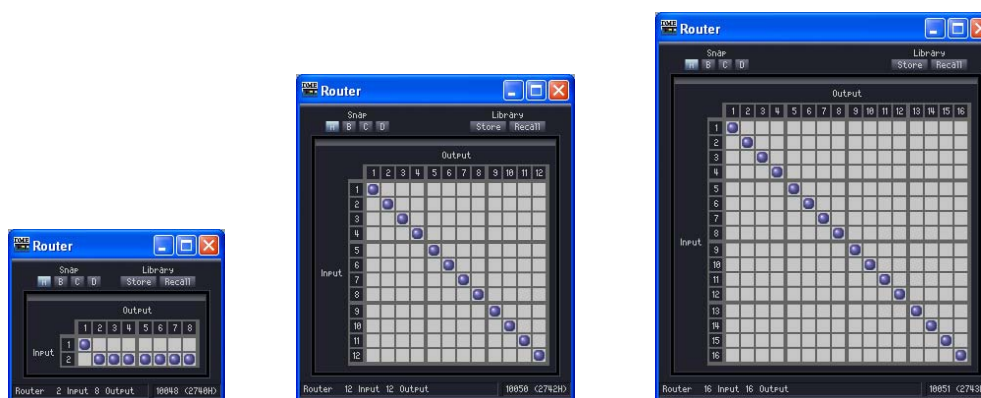 Router
Snap Library
A B C D Store Recall
Output
1 2 3 4 5 6 7 8
Input
1
2
Router 2 Input 8 Output 10048 (2740H)
Router
Snap Library
A B C D Store Recall
Output
1 2 3 4 5 6 7 8 9 10 11 12
1
2
3
4
5
6
Input
7
8
9
10
11
12
Router 12 Input 12 Output 10050 (2742H)
Router
Snap Library
A B C D Store Recall
Output
1 2 3 4 5 6 7 8 9 10 11 12 13 14 15 16
1
2
3
4
5
6
7
8
Input
9
10
11
12
13
14
15
16
Router 16 Input 16 Output 10051 (2743H